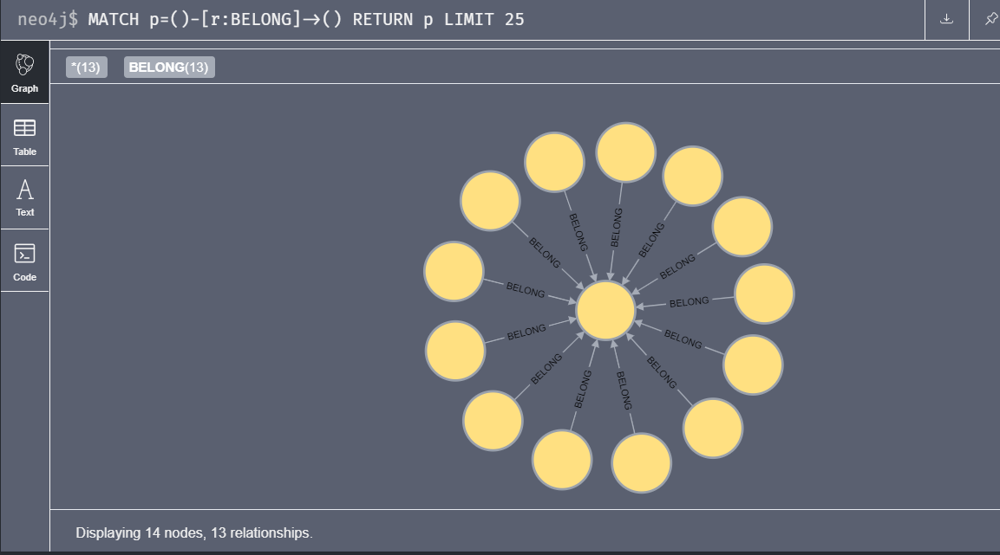 neo4j$ MATCH p=()-[r:BELONG]->() RETURN p LIMIT 25
*(13) BELONG(13)
Graph
Table
Text
Code
BELONG
BELONG
BELONG
BELONG
BELONG
BELONG
BELONG
BELONG
BELONG
BELONG
BELONG
BELONG
BELONG
Displaying 14 nodes, 13 relationships.